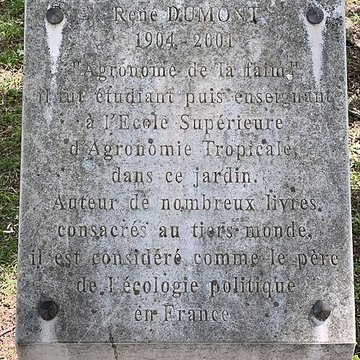 René DUMONT
1904 - 2001
"Agronome de la faim"
il fut étudiant puis enseignant
à l'Ecole Supérieure
d'Agronomie Tropicale,
dans ce jardin.
Auteur de nombreux livres
consacrés au tiers monde,
il est considéré comme le père
de l'écologie politique
en France